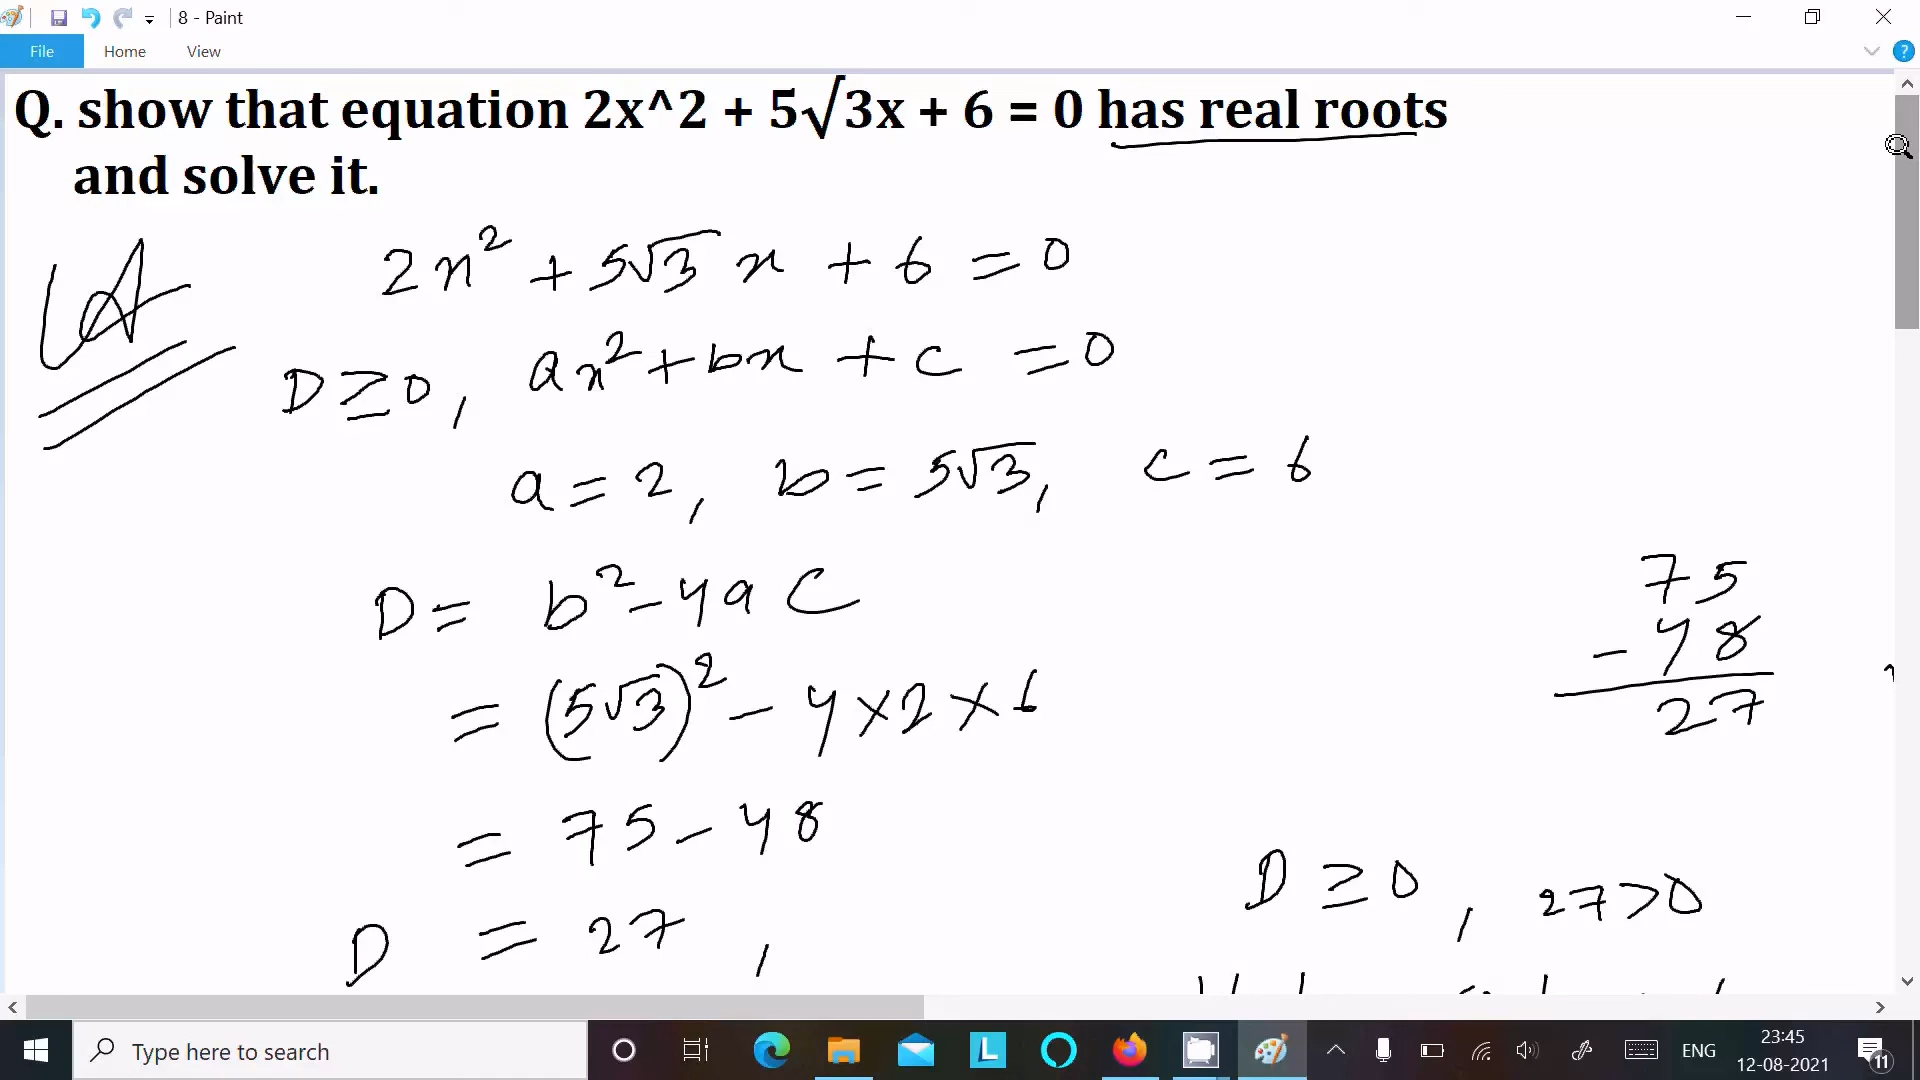 8 - Paint
File Home View
Q. show that equation 2x^2 + 5√3x + 6 = 0 has real roots
and solve it.
2x² + 5√3 x + 6 = 0
D ≥ 0, ax² + bx + c = 0
a = 2, b = 5√3, c = 6
D = b² - 4ac
= (5√3)² - 4 × 2 × 6
= 75 - 48
D = 27,
75
- 48
27
D ≥ 0, 27 > 0
Type here to search
ENG
23:45
12-08-2021
11